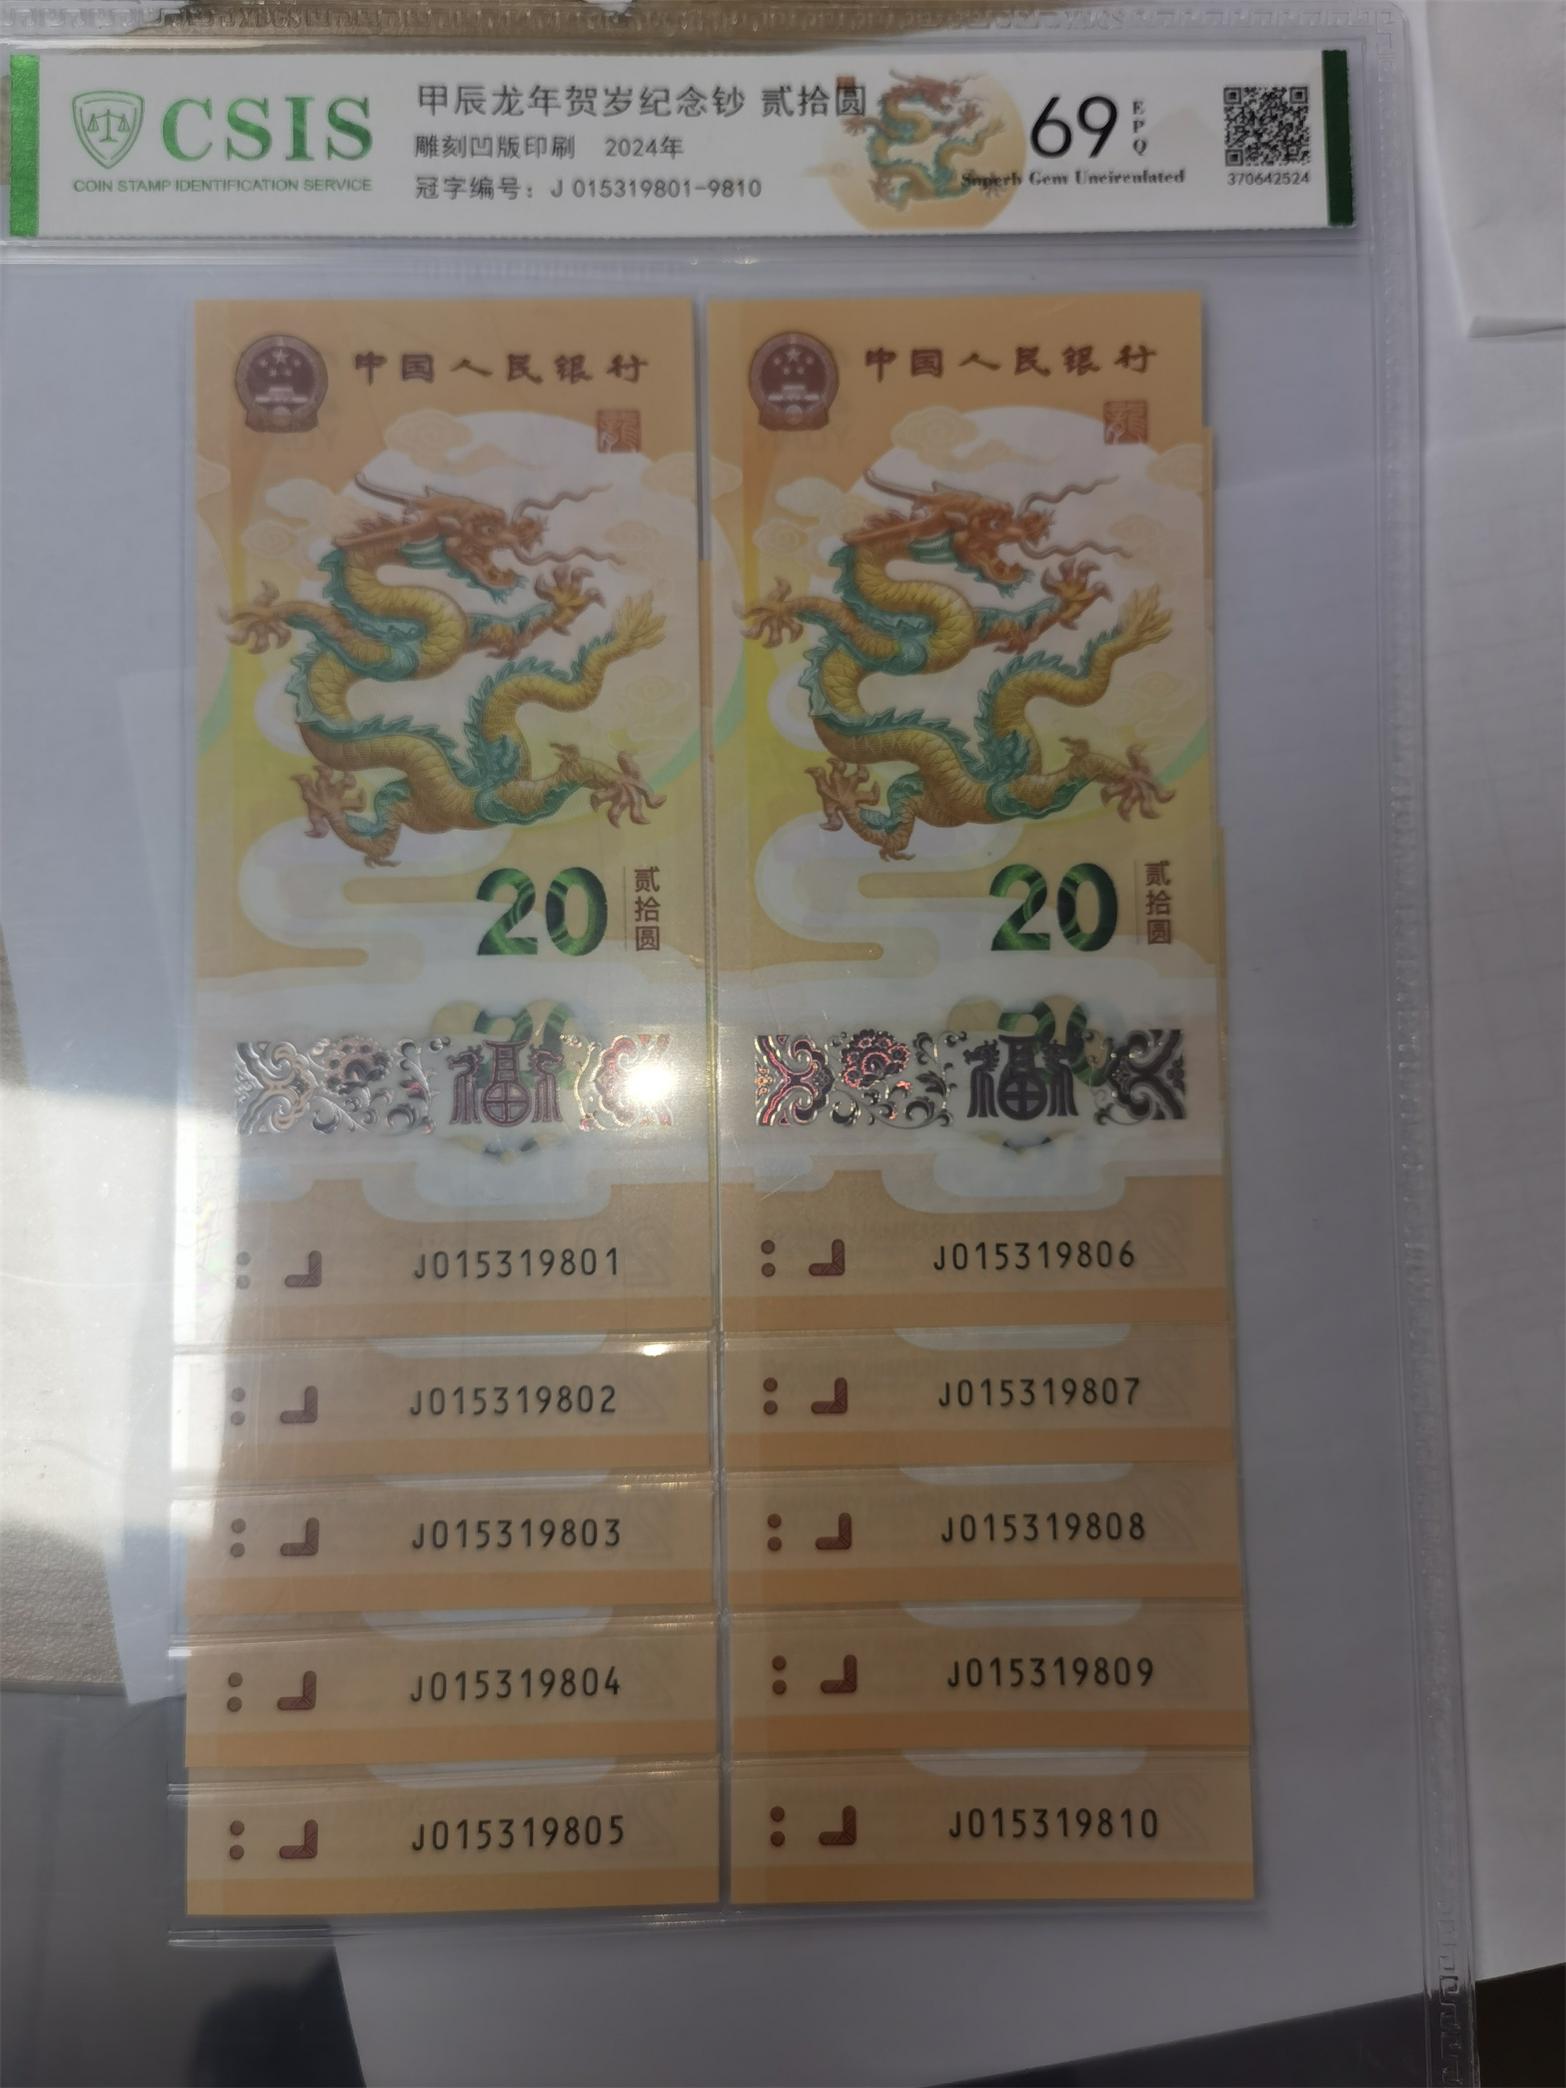 CSIS
COIN STAMP IDENTIFICATION SERVICE
甲辰龙年贺岁纪念钞 贰拾圆
雕刻凹版印刷 2024年
冠字编号：J 015319801-9810
69
EPQ
Superb Gem Uncirculated
370642524
中国人民银行
龍
20
贰拾圆
福
J015319801
J015319802
J015319803
J015319804
J015319805
中国人民银行
龍
20
贰拾圆
福
J015319806
J015319807
J015319808
J015319809
J015319810